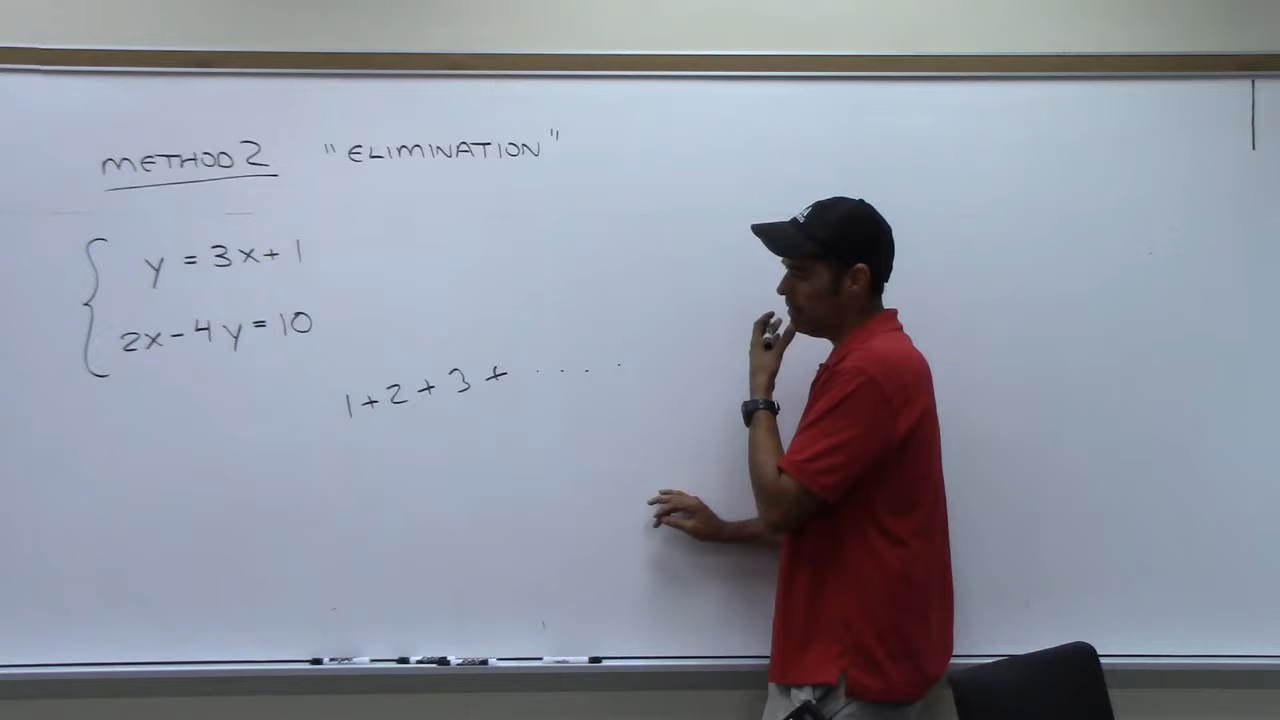 METHOD 2 "ELIMINATION"
y = 3x + 1
2x - 4y = 10
1 + 2 + 3 + . . . .